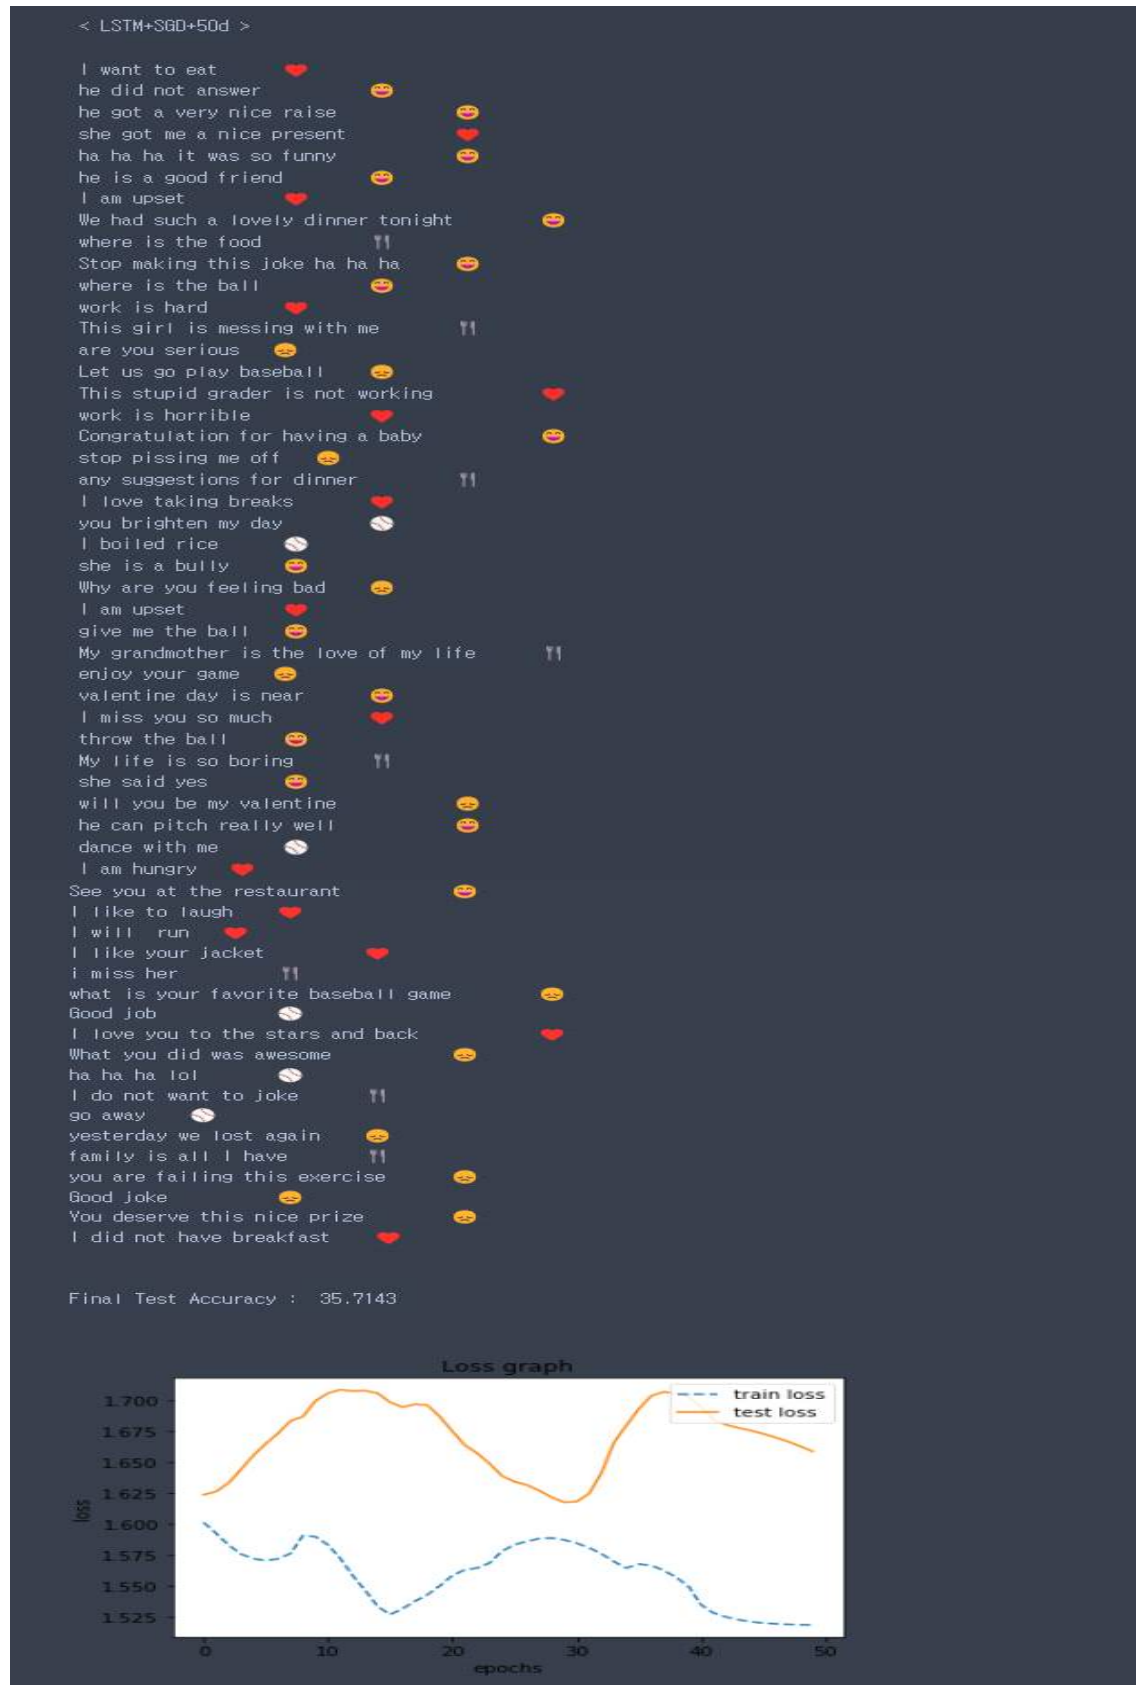 < LSTM+SGD+50d >
I want to eat ❤️
he did not answer 😄
he got a very nice raise 😄
she got me a nice present ❤️
ha ha ha it was so funny 😄
he is a good friend 😄
I am upset ❤️
We had such a lovely dinner tonight 😄
where is the food 🍴
Stop making this joke ha ha ha 😄
where is the ball 😄
work is hard ❤️
This girl is messing with me 🍴
are you serious 😞
Let us go play baseball 😞
This stupid grader is not working ❤️
work is horrible ❤️
Congratulation for having a baby 😄
stop pissing me off 😞
any suggestions for dinner 🍴
I love taking breaks ❤️
you brighten my day ⚾
I boiled rice ⚾
she is a bully 😄
Why are you feeling bad 😞
I am upset ❤️
give me the ball 😄
My grandmother is the love of my life 🍴
enjoy your game 😞
valentine day is near 😄
I miss you so much ❤️
throw the ball 😄
My life is so boring 🍴
she said yes 😄
will you be my valentine 😞
he can pitch really well 😄
dance with me ⚾
I am hungry ❤️
See you at the restaurant 😄
I like to laugh ❤️
I will  run ❤️
I like your jacket ❤️
i miss her 🍴
what is your favorite baseball game 😞
Good job ⚾
I love you to the stars and back ❤️
What you did was awesome 😞
ha ha ha lol ⚾
I do not want to joke 🍴
go away ⚾
yesterday we lost again 😞
family is all I have 🍴
you are failing this exercise 😞
Good joke 😞
You deserve this nice prize 😞
I did not have breakfast ❤️
Final Test Accuracy :  35.7143
Loss graph
train loss
test loss
1.700
1.675
1.650
1.625
1.600
1.575
1.550
1.525
loss
0 10 20 30 40 50
epochs